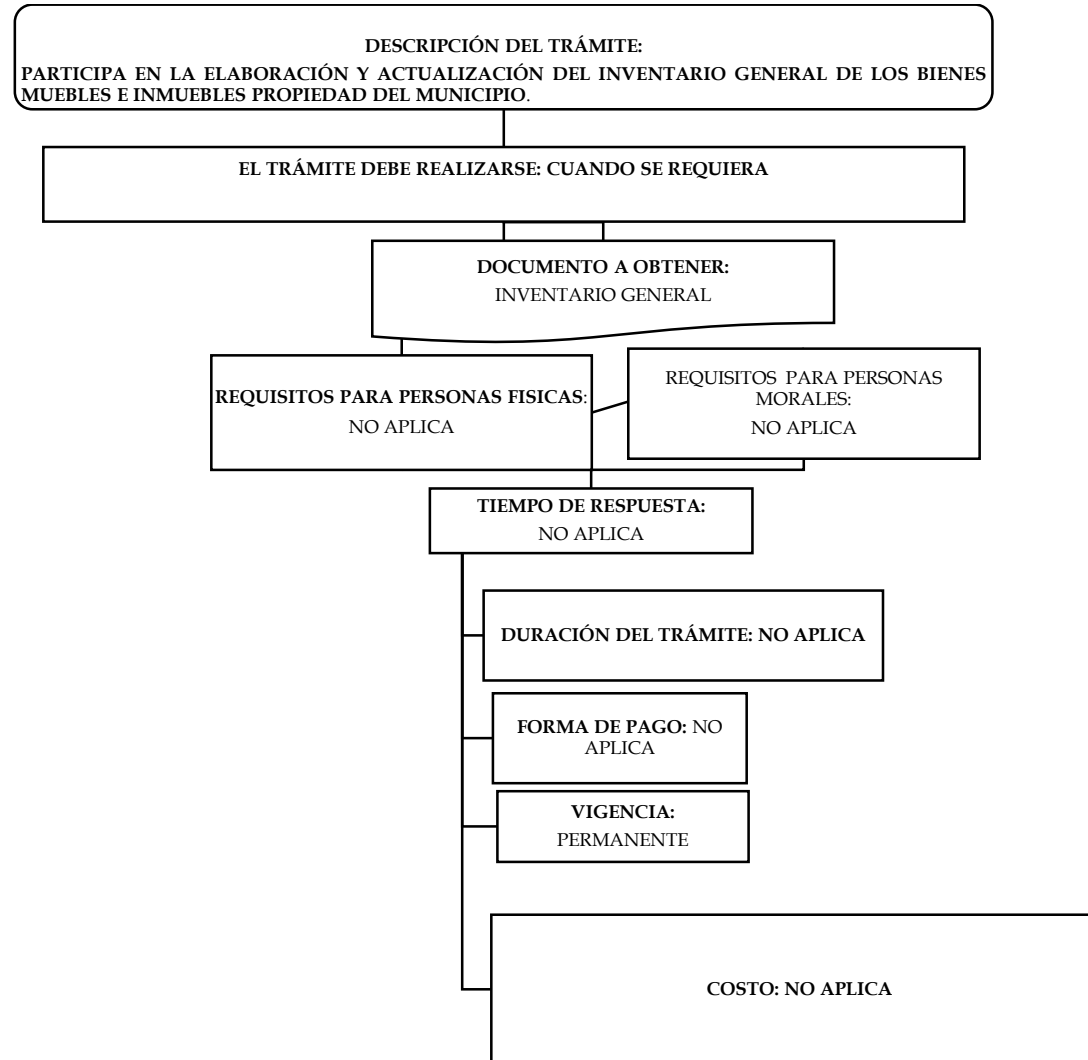 DESCRIPCIÓN DEL TRÁMITE:
PARTICIPA EN LA ELABORACIÓN Y ACTUALIZACIÓN DEL INVENTARIO GENERAL DE LOS BIENES
MUEBLES E INMUEBLES PROPIEDAD DEL MUNICIPIO.
EL TRÁMITE DEBE REALIZARSE: CUANDO SE REQUIERA
DOCUMENTO A OBTENER:
INVENTARIO GENERAL
REQUISITOS PARA PERSONAS FISICAS:
NO APLICA
REQUISITOS PARA PERSONAS
MORALES:
NO APLICA
TIEMPO DE RESPUESTA:
NO APLICA
DURACIÓN DEL TRÁMITE: NO APLICA
FORMA DE PAGO: NO
APLICA
VIGENCIA:
PERMANENTE
COSTO: NO APLICA